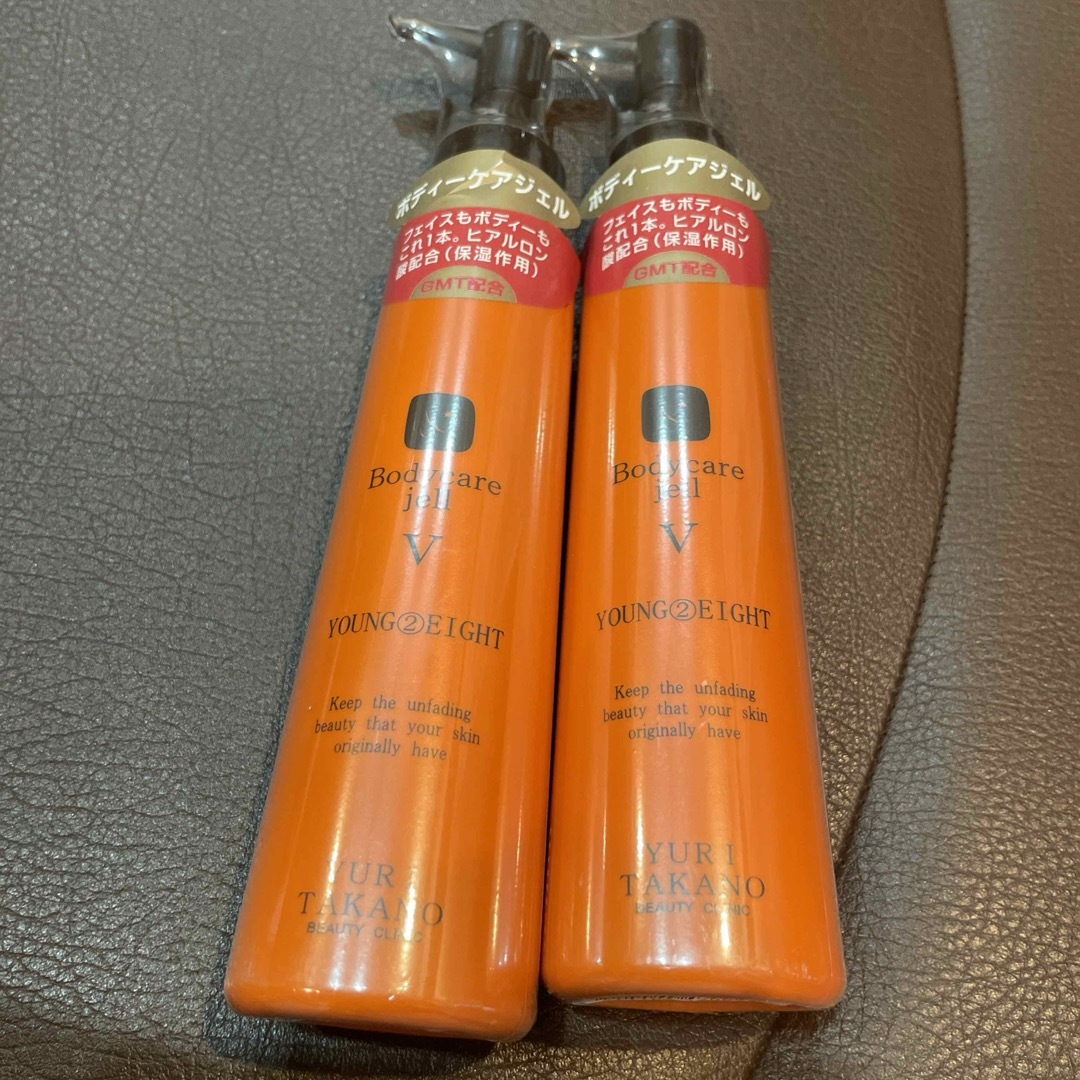 ボディーケアジェル
フェイスもボディーも
これ1本。ヒアルロン
酸配合(保湿作用)
GMT配合
Bodycare
jell
V
YOUNG②EIGHT
Keep the unfading
beauty that your skin
originally have
YURI
TAKANO
BEAUTY CLINIC
ボディーケアジェル
フェイスもボディーも
これ1本。ヒアルロン
酸配合(保湿作用)
GMT配合
Bodycare
jell
V
YOUNG②EIGHT
Keep the unfading
beauty that your skin
originally have
YURI
TAKANO
BEAUTY CLINIC